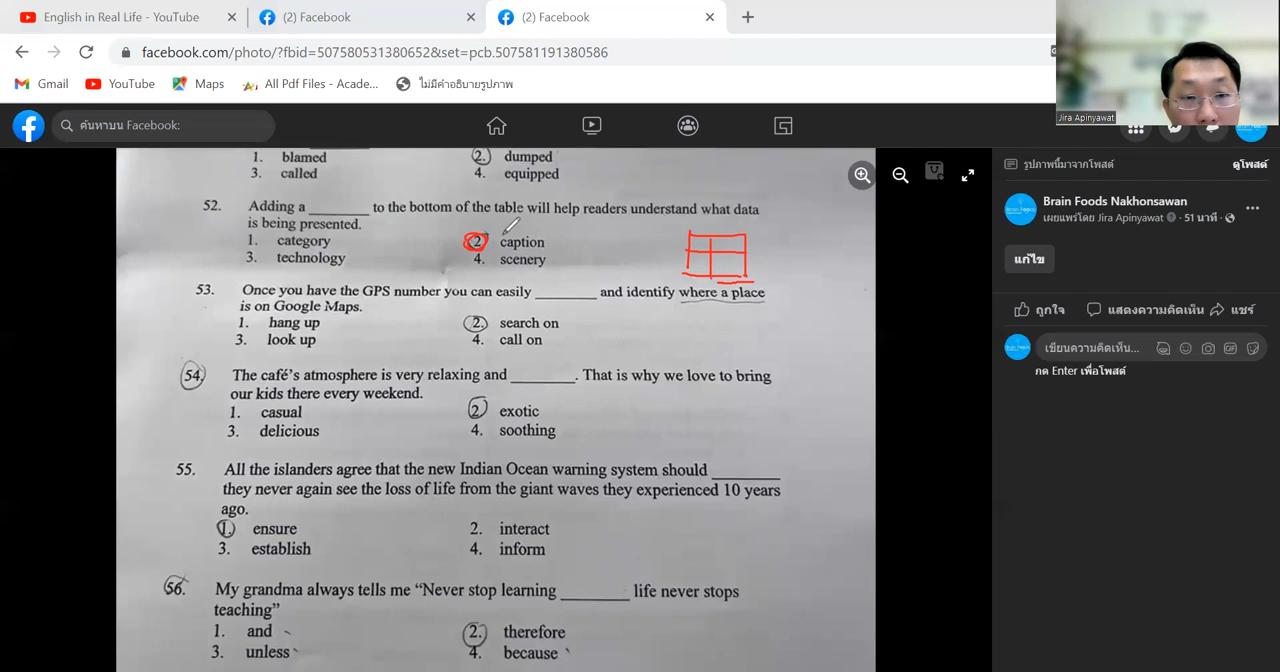 English in Real Life - YouTube
(2) Facebook
(2) Facebook
facebook.com/photo/?fbid=507580531380652&set=pcb.507581191380586
Gmail YouTube Maps All Pdf Files - Acade... ไม่มีคำอธิบายรูปภาพ
Jira Apinyawat
ค้นหาบน Facebook:
1. blamed 2. dumped
3. called 4. equipped
52. Adding a ________ to the bottom of the table will help readers understand what data
is being presented.
1. category 2. caption
3. technology 4. scenery
53. Once you have the GPS number you can easily ________ and identify where a place
is on Google Maps.
1. hang up 2. search on
3. look up 4. call on
54. The café's atmosphere is very relaxing and ________. That is why we love to bring
our kids there every weekend.
1. casual 2. exotic
3. delicious 4. soothing
55. All the islanders agree that the new Indian Ocean warning system should ________
they never again see the loss of life from the giant waves they experienced 10 years
ago.
1. ensure 2. interact
3. establish 4. inform
56. My grandma always tells me “Never stop learning ________ life never stops
teaching”
1. and 2. therefore
3. unless 4. because
รูปภาพนี้มาจากโพสต์ ดูโพสต์
Brain Foods Nakhonsawan
เผยแพร่โดย Jira Apinyawat · 51 นาที ·
แก้ไข
ถูกใจ แสดงความคิดเห็น แชร์
เขียนความคิดเห็น...
กด Enter เพื่อโพสต์